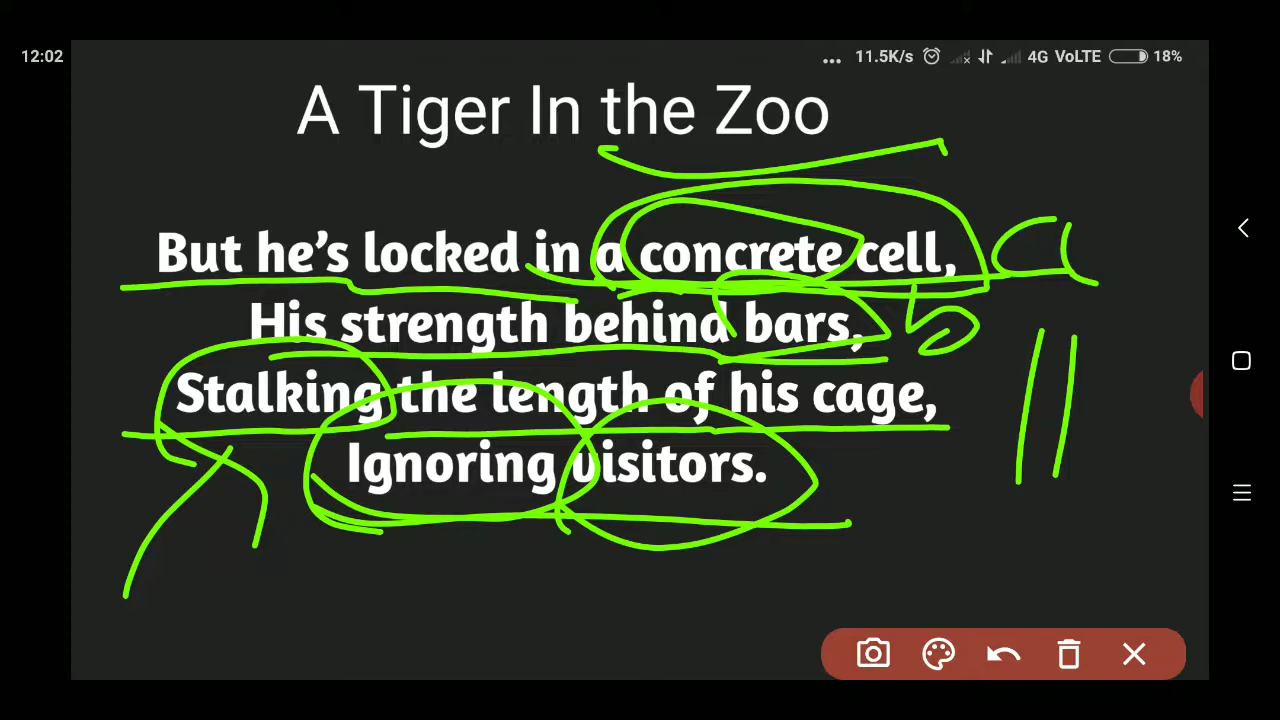 12:02
... 11.5K/s 4G VoLTE 18%
A Tiger In the Zoo
But he's locked in a concrete cell, a
His strength behind bars, b
Stalking the length of his cage,
Ignoring visitors.